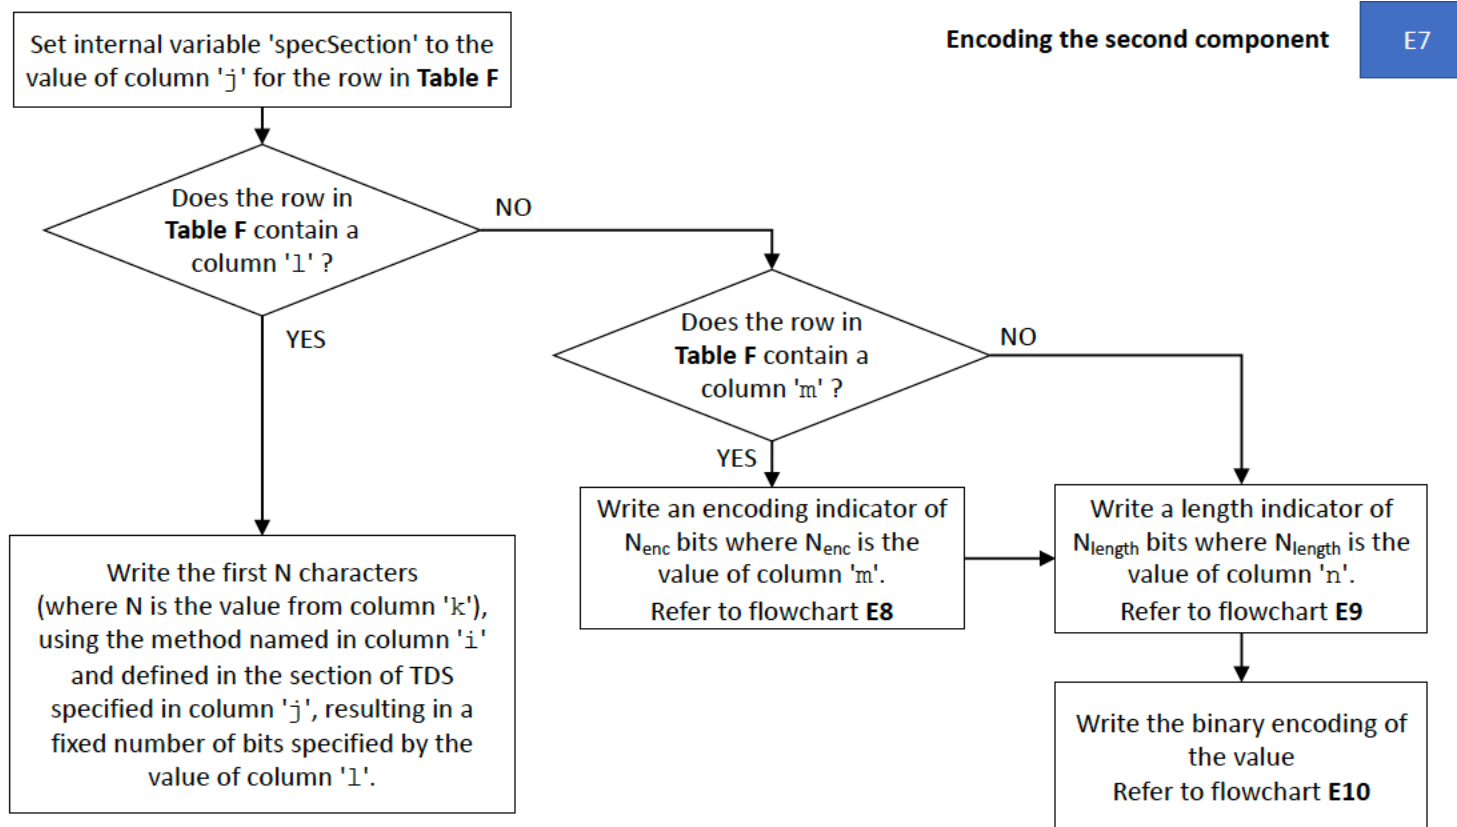 Encoding the second component
E7
Set internal variable 'specSection' to the
value of column 'j' for the row in Table F
Does the row in
Table F contain a
column 'l' ?
NO
YES
Does the row in
Table F contain a
column 'm' ?
NO
YES
Write the first N characters
(where N is the value from column 'k'),
using the method named in column 'i'
and defined in the section of TDS
specified in column 'j', resulting in a
fixed number of bits specified by the
value of column 'l'.
Write an encoding indicator of
Nenc bits where Nenc is the
value of column 'm'.
Refer to flowchart E8
Write a length indicator of
Nlength bits where Nlength is the
value of column 'n'.
Refer to flowchart E9
Write the binary encoding of
the value
Refer to flowchart E10